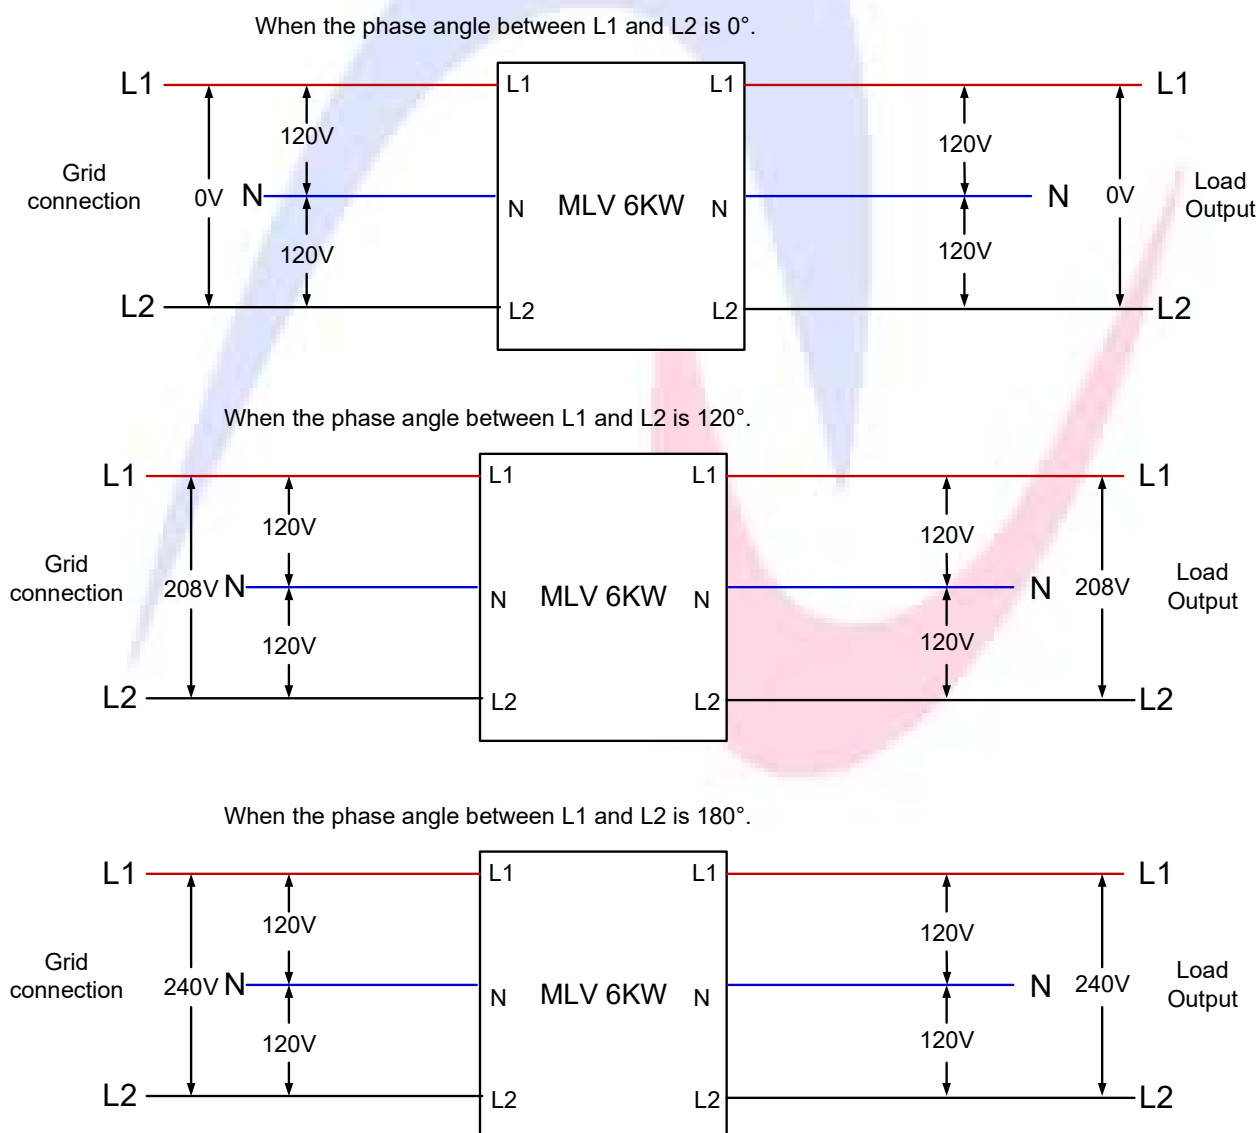 When the phase angle between L1 and L2 is 0°.
L1
L1
L1
L1
120V
120V
Grid
connection
0V
N
N
MLV 6KW
N
N
0V
Load
Output
120V
120V
L2
L2
L2
L2
When the phase angle between L1 and L2 is 120°.
L1
L1
L1
L1
120V
120V
Grid
connection
208V
N
N
MLV 6KW
N
N
208V
Load
Output
120V
120V
L2
L2
L2
L2
When the phase angle between L1 and L2 is 180°.
L1
L1
L1
L1
120V
120V
Grid
connection
240V
N
N
MLV 6KW
N
N
240V
Load
Output
120V
120V
L2
L2
L2
L2